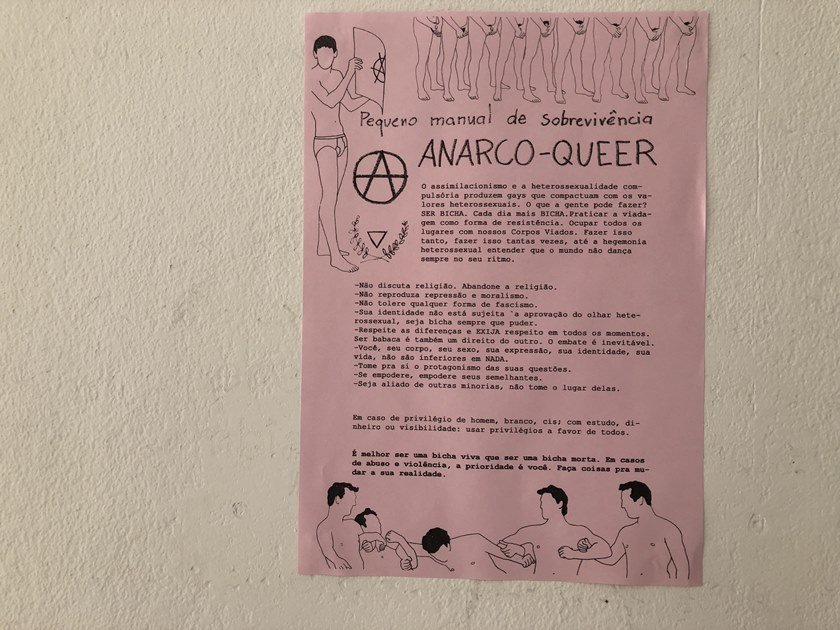 Pequeno manual de sobrevivência
ANARCO-QUEER
O assimilacionismo e a heterossexualidade com-
pulsória produzem gays que compactuam com os va-
lores heterossexuais. O que a gente pode fazer?
SER BICHA. Cada dia mais BICHA.Praticar a viada-
gem como forma de resistência. Ocupar todos os
lugares com nossos Corpos Viados. Fazer isso
tanto, fazer isso tantas vezes, até a hegemonia
heterossexual entender que o mundo não dança
sempre no seu ritmo.
-Não discuta religião. Abandone a religião.
-Não reproduza repressão e moralismo.
-Não tolere qualquer forma de fascismo.
-Sua identidade não está sujeita `a aprovação do olhar hete-
rossexual, seja bicha sempre que puder.
-Respeite as diferenças e EXIJA respeito em todos os momentos.
Ser babaca é também um direito do outro. O embate é inevitável.
-Você, seu corpo, seu sexo, sua expressão, sua identidade, sua
vida, não são inferiores em NADA.
-Tome pra si o protagonismo das suas questões.
-Se empodere, empodere seus semelhantes.
-Seja aliado de outras minorias, não tome o lugar delas.
Em caso de privilégio de homem, branco, cis; com estudo, di-
nheiro ou visibilidade: usar privilégios a favor de todos.
É melhor ser uma bicha viva que ser uma bicha morta. Em casos
de abuso e violência, a prioridade é você. Faça coisas pra mu-
dar a sua realidade.